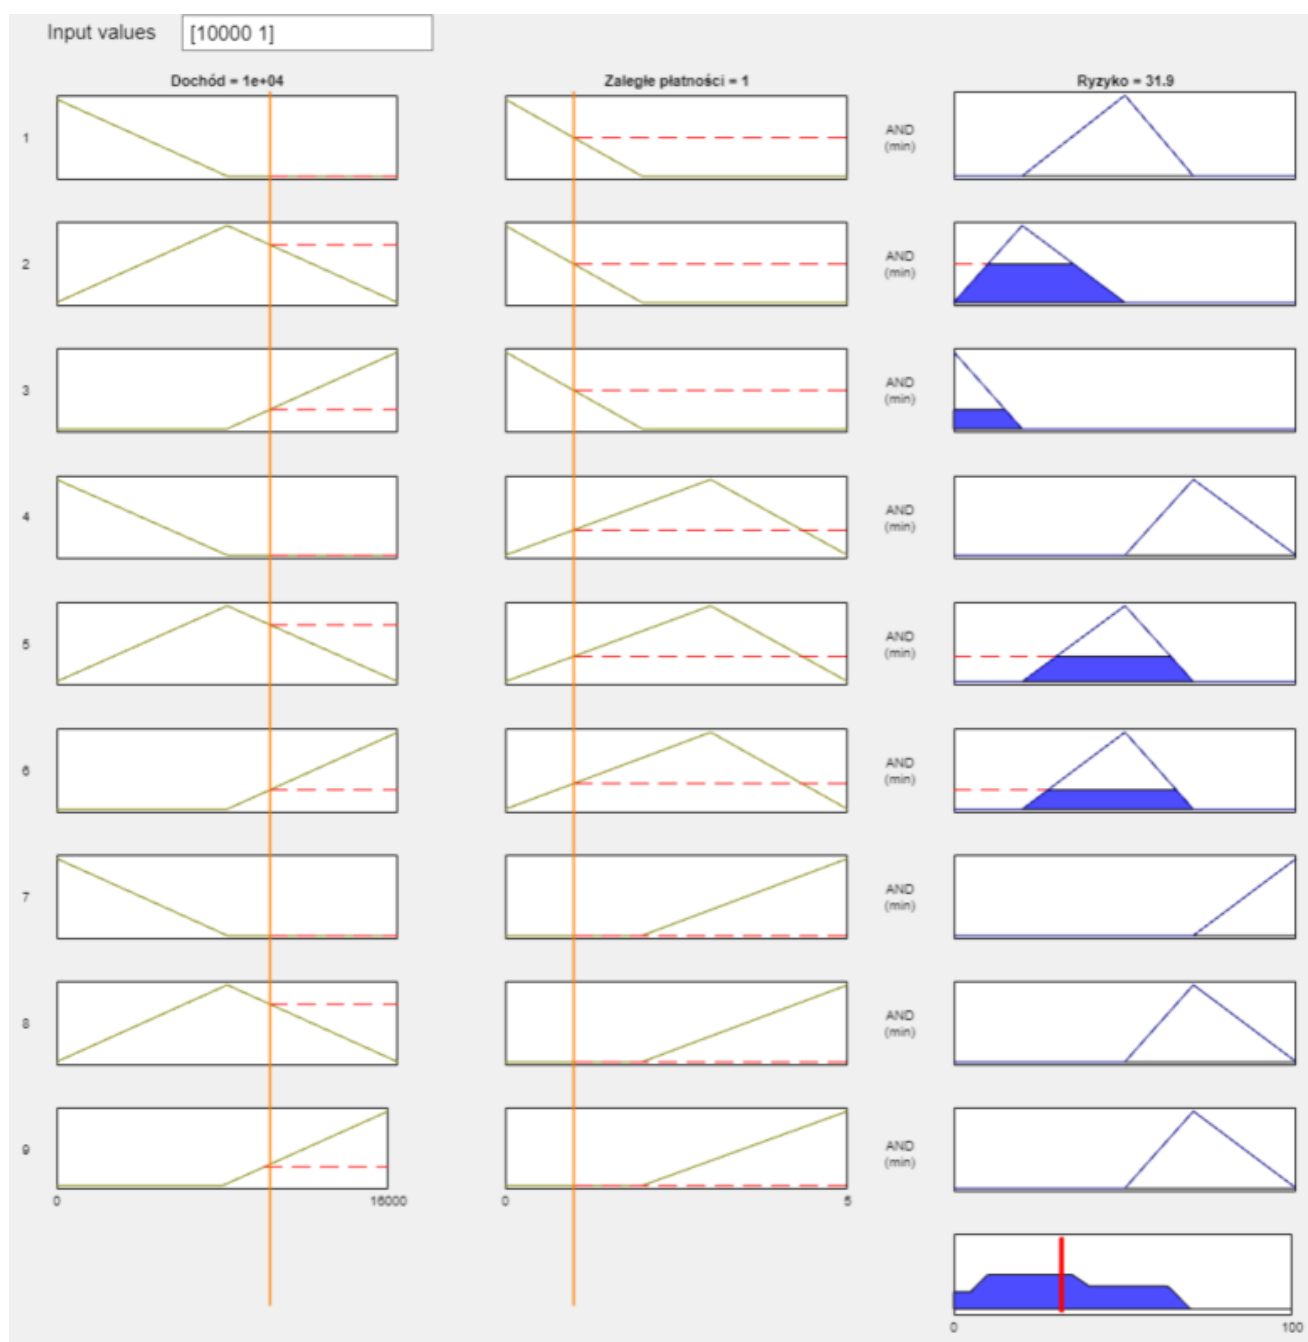 Input values [10000 1]
Dochód = 1e+04 Zaległe płatności = 1 Ryzyko = 31.9
1 AND
(min)
2 AND
(min)
3 AND
(min)
4 AND
(min)
5 AND
(min)
6 AND
(min)
7 AND
(min)
8 AND
(min)
9 AND
(min)
0 16000 0 5
0 100